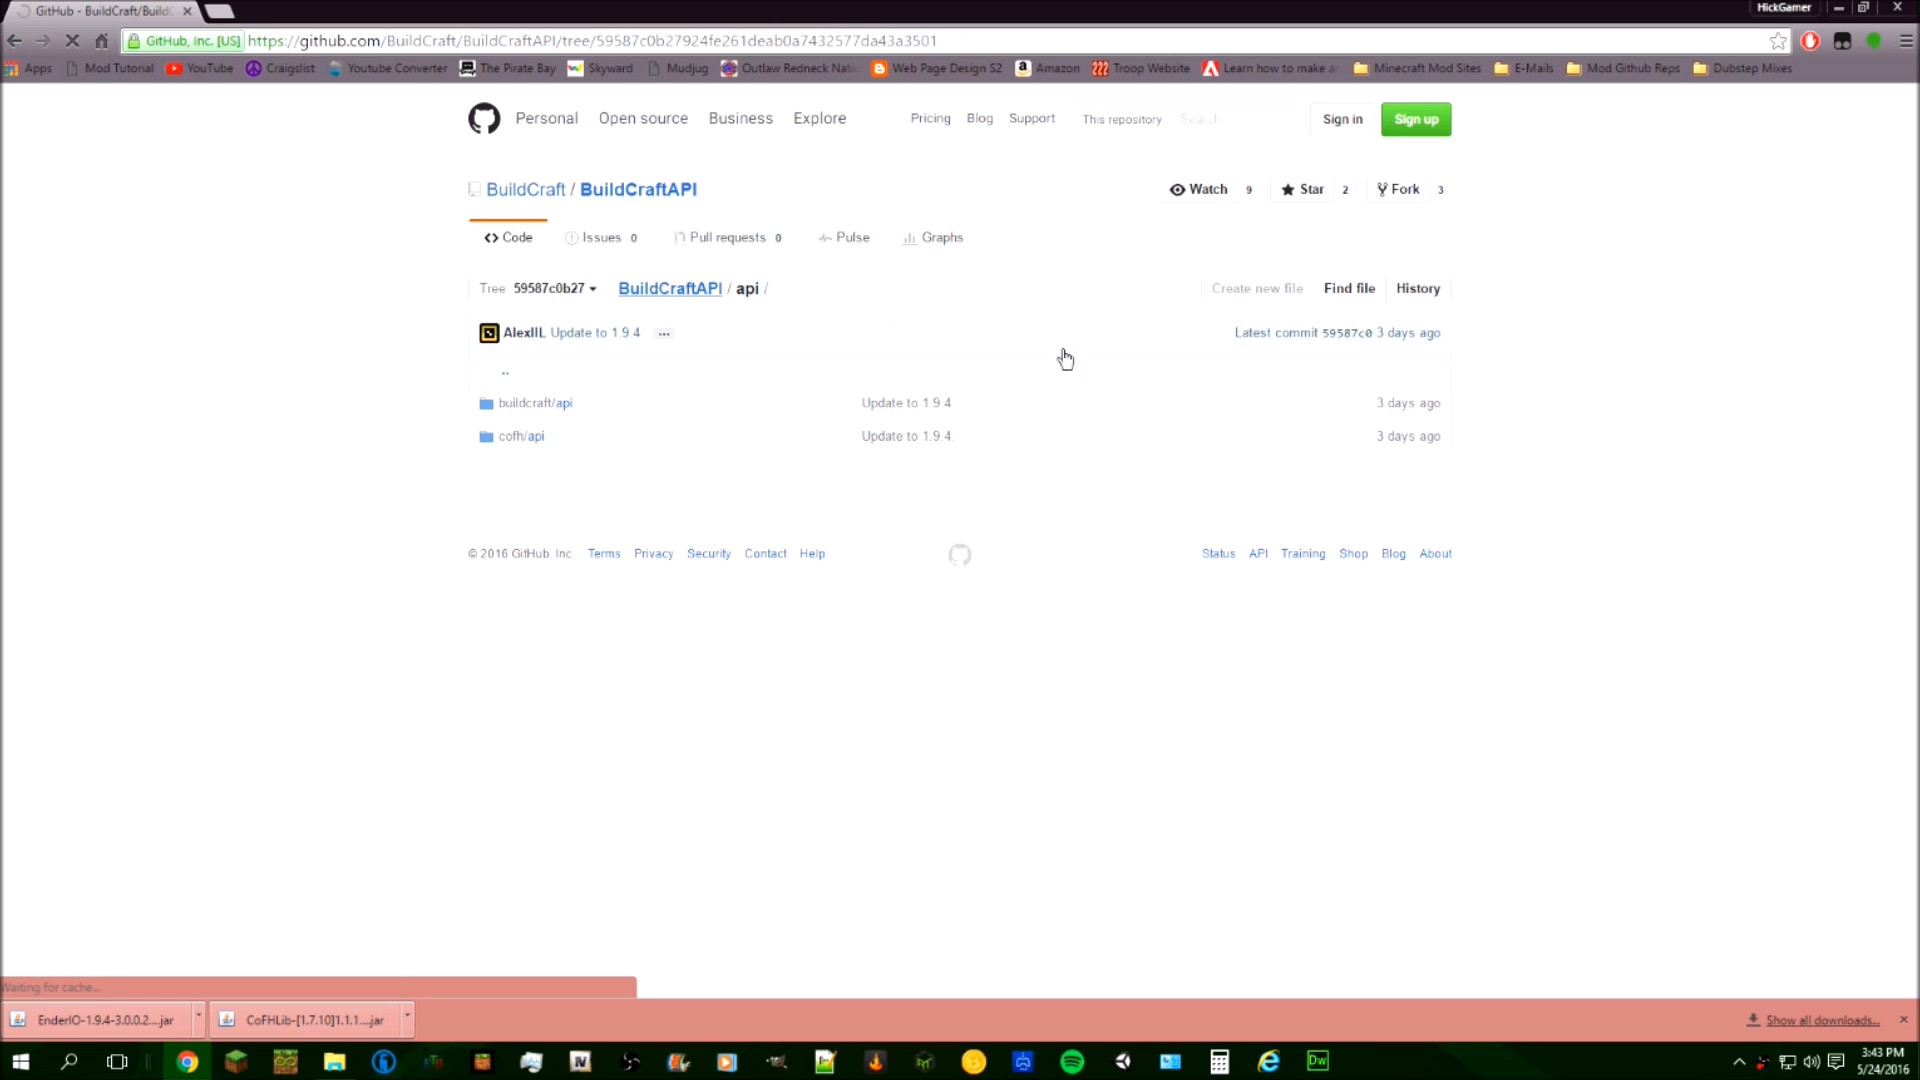 GitHub - BuildCraft/Build
HickGamer
GitHub, Inc. [US] https://github.com/BuildCraft/BuildCraftAPI/tree/59587c0b27924fe261deab0a7432577da43a3501
Apps Mod Tutorial YouTube Craigslist Youtube Converter The Pirate Bay Skyward Mudjug Outlaw Redneck Nati Web Page Design S2 Amazon Troop Website Learn how to make a Minecraft Mod Sites E-Mails Mod Github Reps Dubstep Mixes
Personal Open source Business Explore Pricing Blog Support This repository Search Sign in Sign up
BuildCraft / BuildCraftAPI Watch 9 Star 2 Fork 3
Code Issues 0 Pull requests 0 Pulse Graphs
Tree 59587c0b27 BuildCraftAPI / api / Create new file Find file History
AlexIIL Update to 1.9.4 ... Latest commit 59587c0 3 days ago
..
buildcraft/api Update to 1.9.4 3 days ago
cofh/api Update to 1.9.4. 3 days ago
© 2016 GitHub, Inc. Terms Privacy Security Contact Help Status API Training Shop Blog About
Waiting for cache...
EnderIO-1.9.4-3.0.0.2....jar CoFHLib-[1.7.10]1.1.1....jar Show all downloads...
3:43 PM
5/24/2016